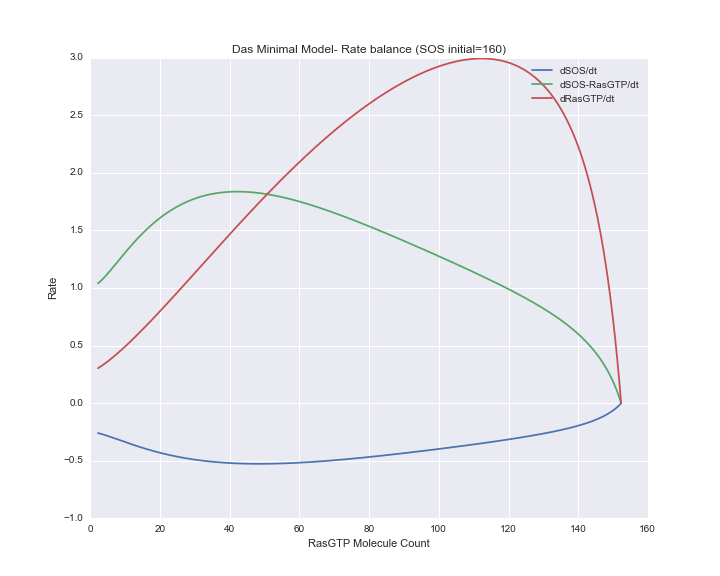 Das Minimal Model- Rate balance (SOS initial=160)
3.0
2.5
2.0
1.5
1.0
0.5
0.0
−0.5
−1.0
Rate
dSOS/dt
dSOS-RasGTP/dt
dRasGTP/dt
0 20 40 60 80 100 120 140 160
RasGTP Molecule Count